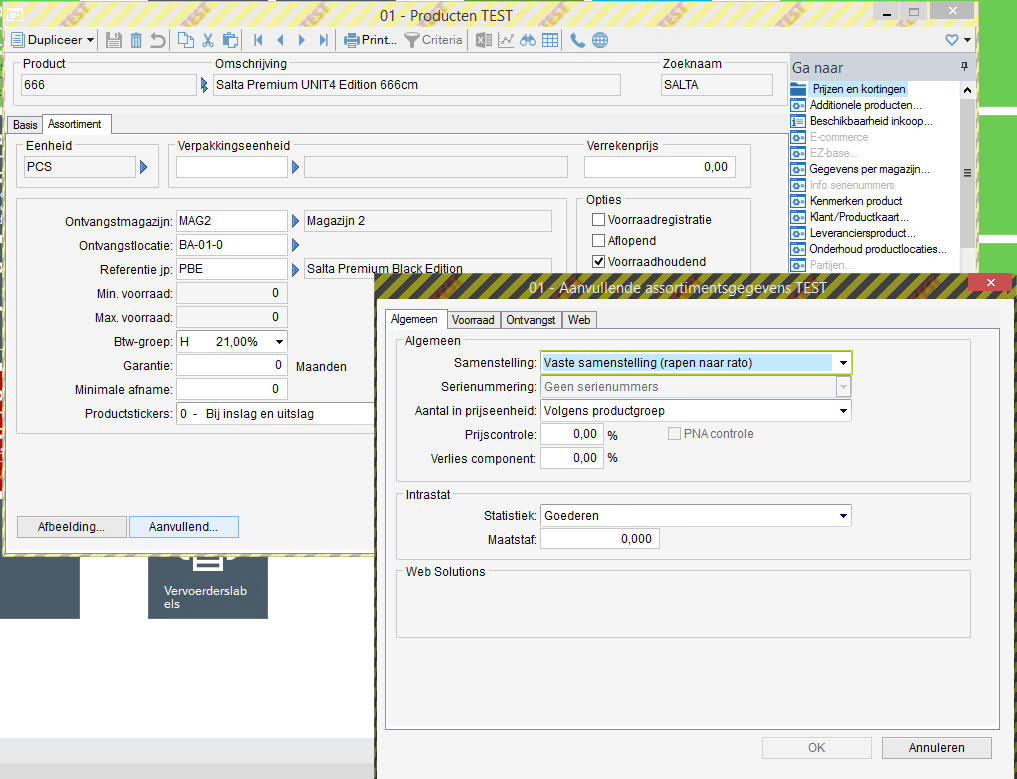 01 - Producten TEST
Dupliceer
Print...
Criteria
Product
Omschrijving
Zoeknaam
666
Salta Premium UNIT4 Edition 666cm
SALTA
Basis
Assortiment
Eenheid
PCS
Verpakkingseenheid
Verrekenprijs
0,00
Ontvangstmagazijn: MAG2
Magazijn 2
Ontvangstlocatie: BA-01-0
Referentie jp: PBE
Salta Premium Black Edition
Min. voorraad: 0
Max. voorraad: 0
Btw-groep: H 21,00%
Garantie: 0 Maanden
Minimale afname: 0
Productstickers: 0 - Bij inslag en uitslag
Opties
Voorraadregistratie
Aflopend
Voorraadhoudend
Afbeelding...
Aanvullend...
Ga naar
Prijzen en kortingen
Additionele producten...
Beschikbaarheid inkoop...
E-commerce
EZ-base...
Gegevens per magazijn...
Info serienummers
Kenmerken product
Klant/Productkaart...
Leveranciersproduct...
Onderhoud productlocaties...
Partijen...
Vervoerderslab
els
01 - Aanvullende assortimentsgegevens TEST
Algemeen
Voorraad
Ontvangst
Web
Algemeen
Samenstelling: Vaste samenstelling (rapen naar rato)
Serienummering: Geen serienummers
Aantal in prijseenheid: Volgens productgroep
Prijscontrole: 0,00 %
PNA controle
Verlies component: 0,00 %
Intrastat
Statistiek: Goederen
Maatstaf: 0,000
Web Solutions
OK
Annuleren